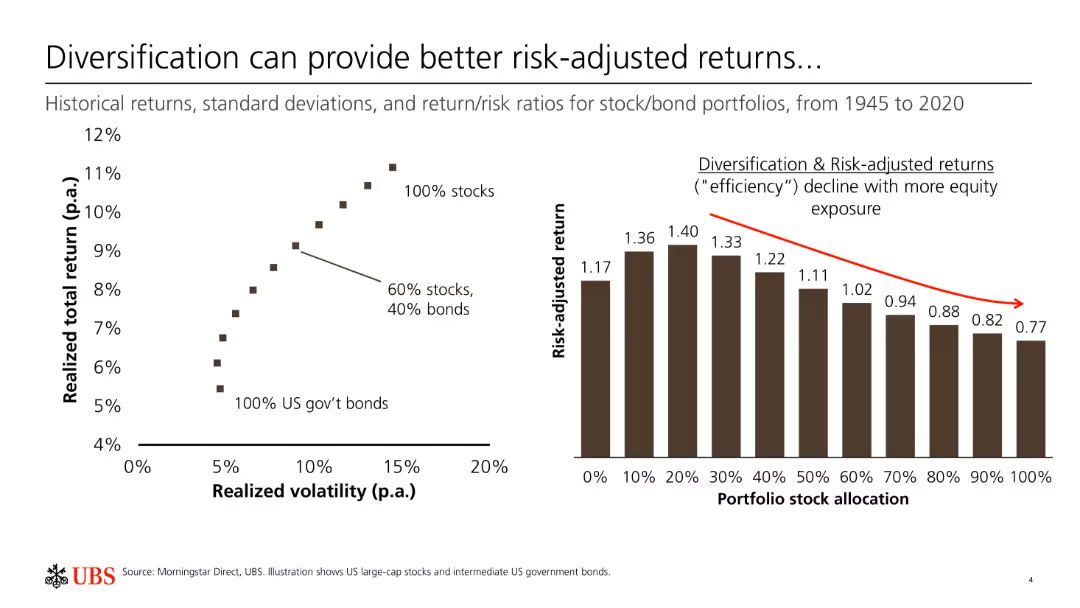 Diversification can provide better risk-adjusted returns...
Historical returns, standard deviations, and return/risk ratios for stock/bond portfolios, from 1945 to 2020
Realized total return (p.a.)
12%
11%
10%
9%
8%
7%
6%
5%
4%
100% stocks
60% stocks,
40% bonds
100% US gov't bonds
0% 5% 10% 15% 20%
Realized volatility (p.a.)
Diversification & Risk-adjusted returns
("efficiency") decline with more equity
exposure
Risk-adjusted return
1.17 1.36 1.40 1.33 1.22 1.11 1.02 0.94 0.88 0.82 0.77
0% 10% 20% 30% 40% 50% 60% 70% 80% 90% 100%
Portfolio stock allocation
UBS
Source: Morningstar Direct, UBS. Illustration shows US large-cap stocks and intermediate US government bonds.
4